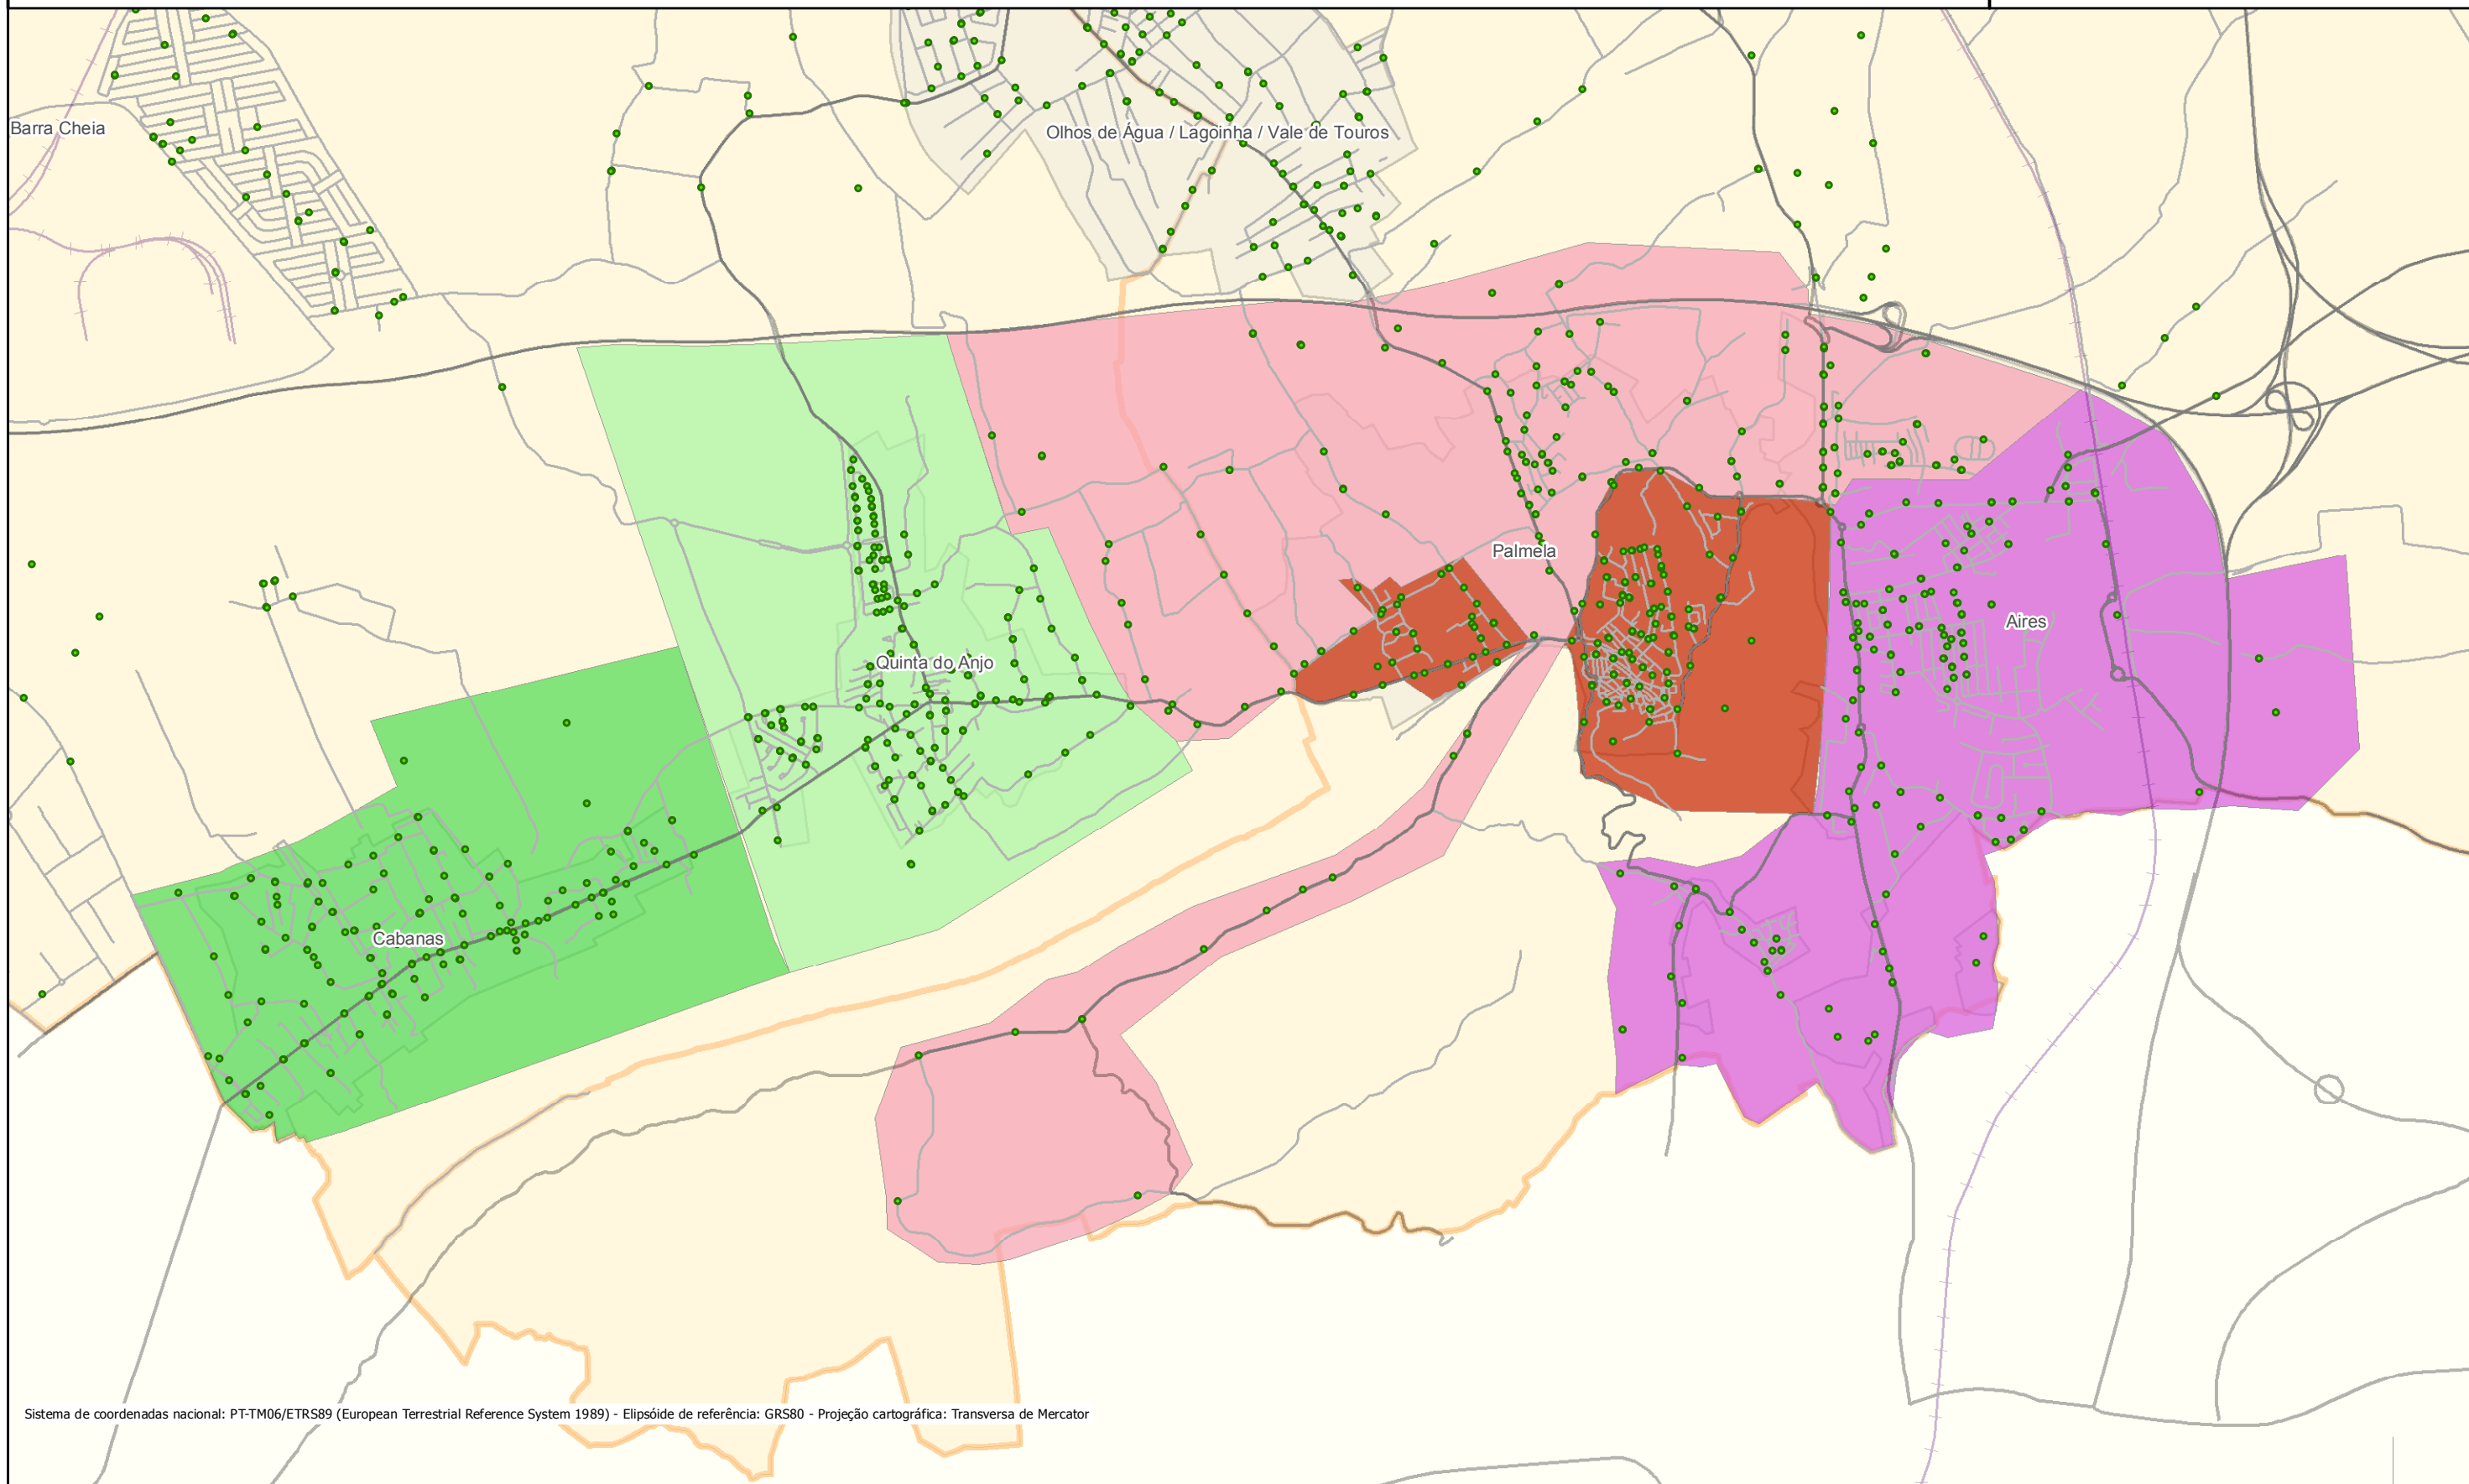 Barra Cheia
Olhos de Água / Lagoinha / Vale de Touros
Palmela
Aires
Quinta do Anjo
Cabanas
Sistema de coordenadas nacional: PT-TM06/ETRS89 (European Terrestrial Reference System 1989) - Elipsóide de referência: GRS80 - Projeção cartográfica: Transversa de Mercator